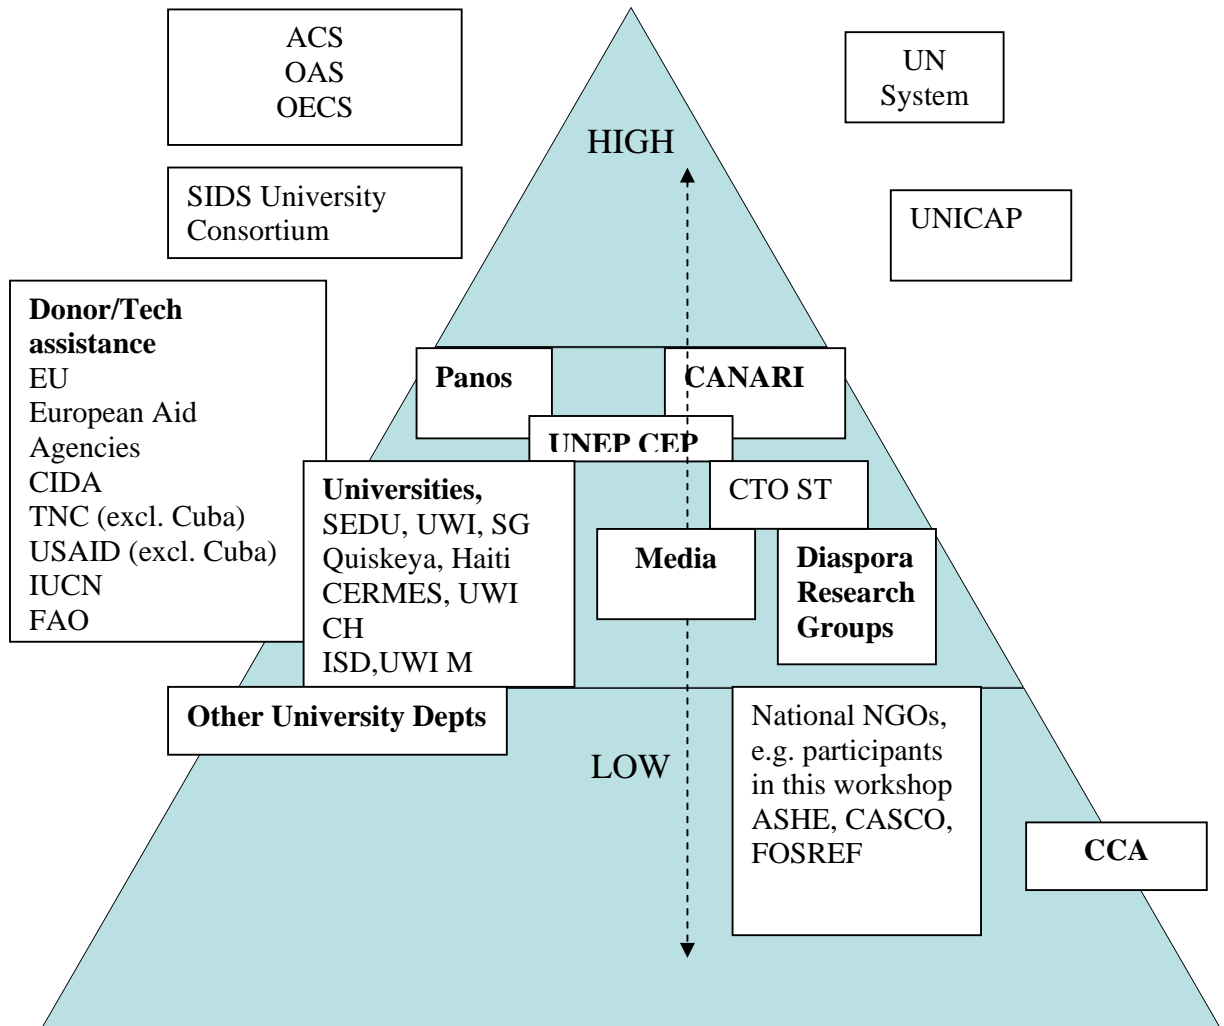 ACS
OAS
OECS
UN
System
HIGH
SIDS University
Consortium
UNICAP
Donor/Tech
assistance
EU
European Aid
Agencies
CIDA
TNC (excl. Cuba)
USAID (excl. Cuba)
IUCN
FAO
Panos
CANARI
UNEP CEP
Universities,
SEDU, UWI, SG
Quiskeya, Haiti
CERMES, UWI
CH
ISD,UWI M
CTO ST
Media
Diaspora
Research
Groups
Other University Depts
LOW
National NGOs,
e.g. participants
in this workshop
ASHE, CASCO,
FOSREF
CCA